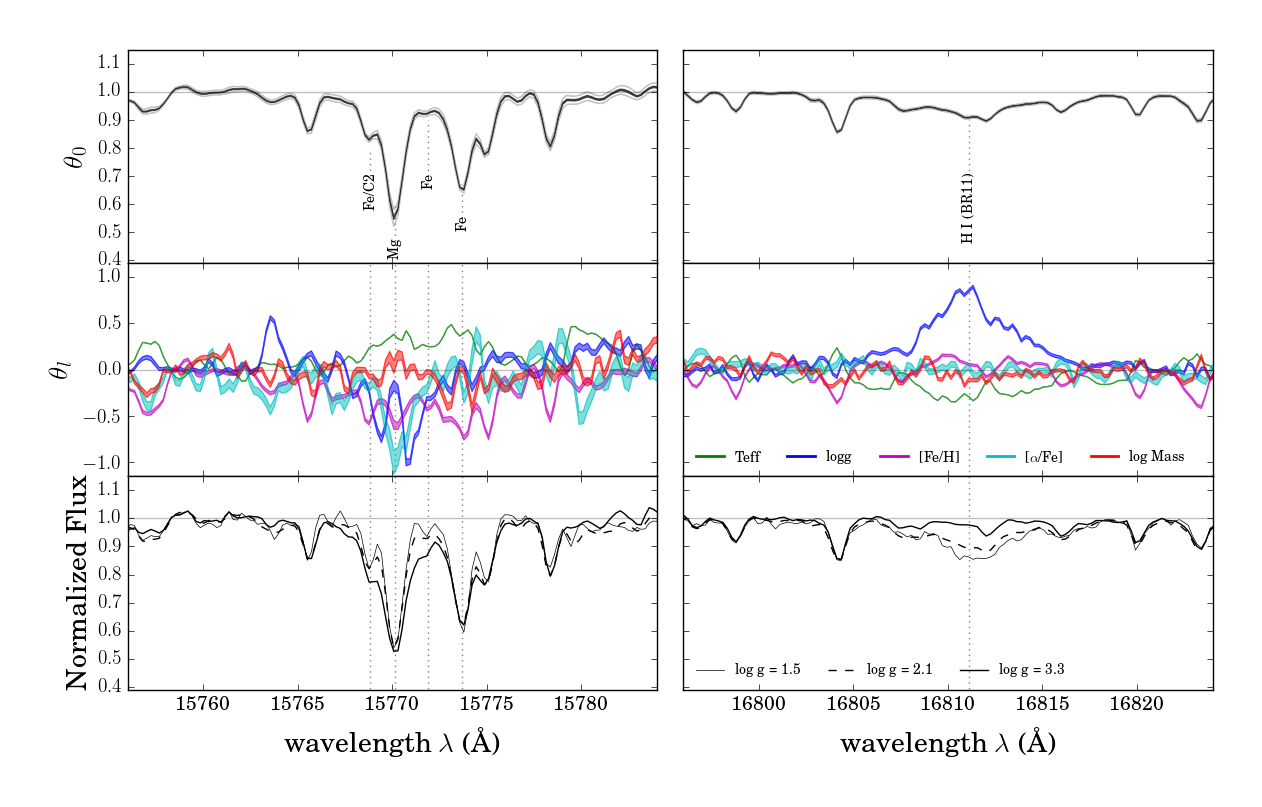 1.1
1.0
0.9
0.8
0.7
0.6
0.5
0.4
θ0
Fe/C2
Mg
Fe
Fe
H I (BR11)
1.0
0.5
0.0
−0.5
−1.0
θl
Teff logg [Fe/H] [α/Fe] log Mass
1.1
1.0
0.9
0.8
0.7
0.6
0.5
0.4
Normalized Flux
log g = 1.5 log g = 2.1 log g = 3.3
15760 15765 15770 15775 15780
16800 16805 16810 16815 16820
wavelength λ (Å)
wavelength λ (Å)